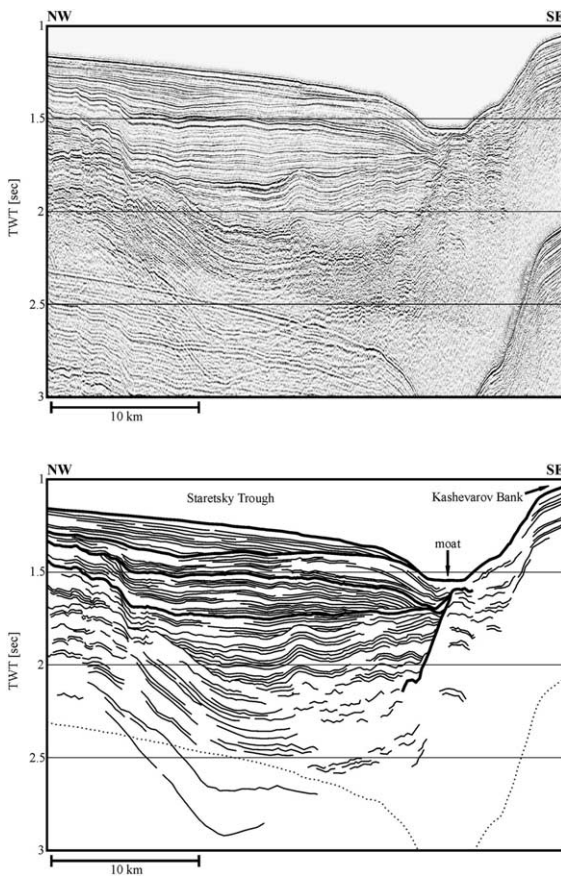 NW SE
1
1.5
TWT [sec]
2
2.5
3
10 km
NW SE
1
Staretsky Trough
Kashevarov Bank
moat
1.5
TWT [sec]
2
2.5
3
10 km